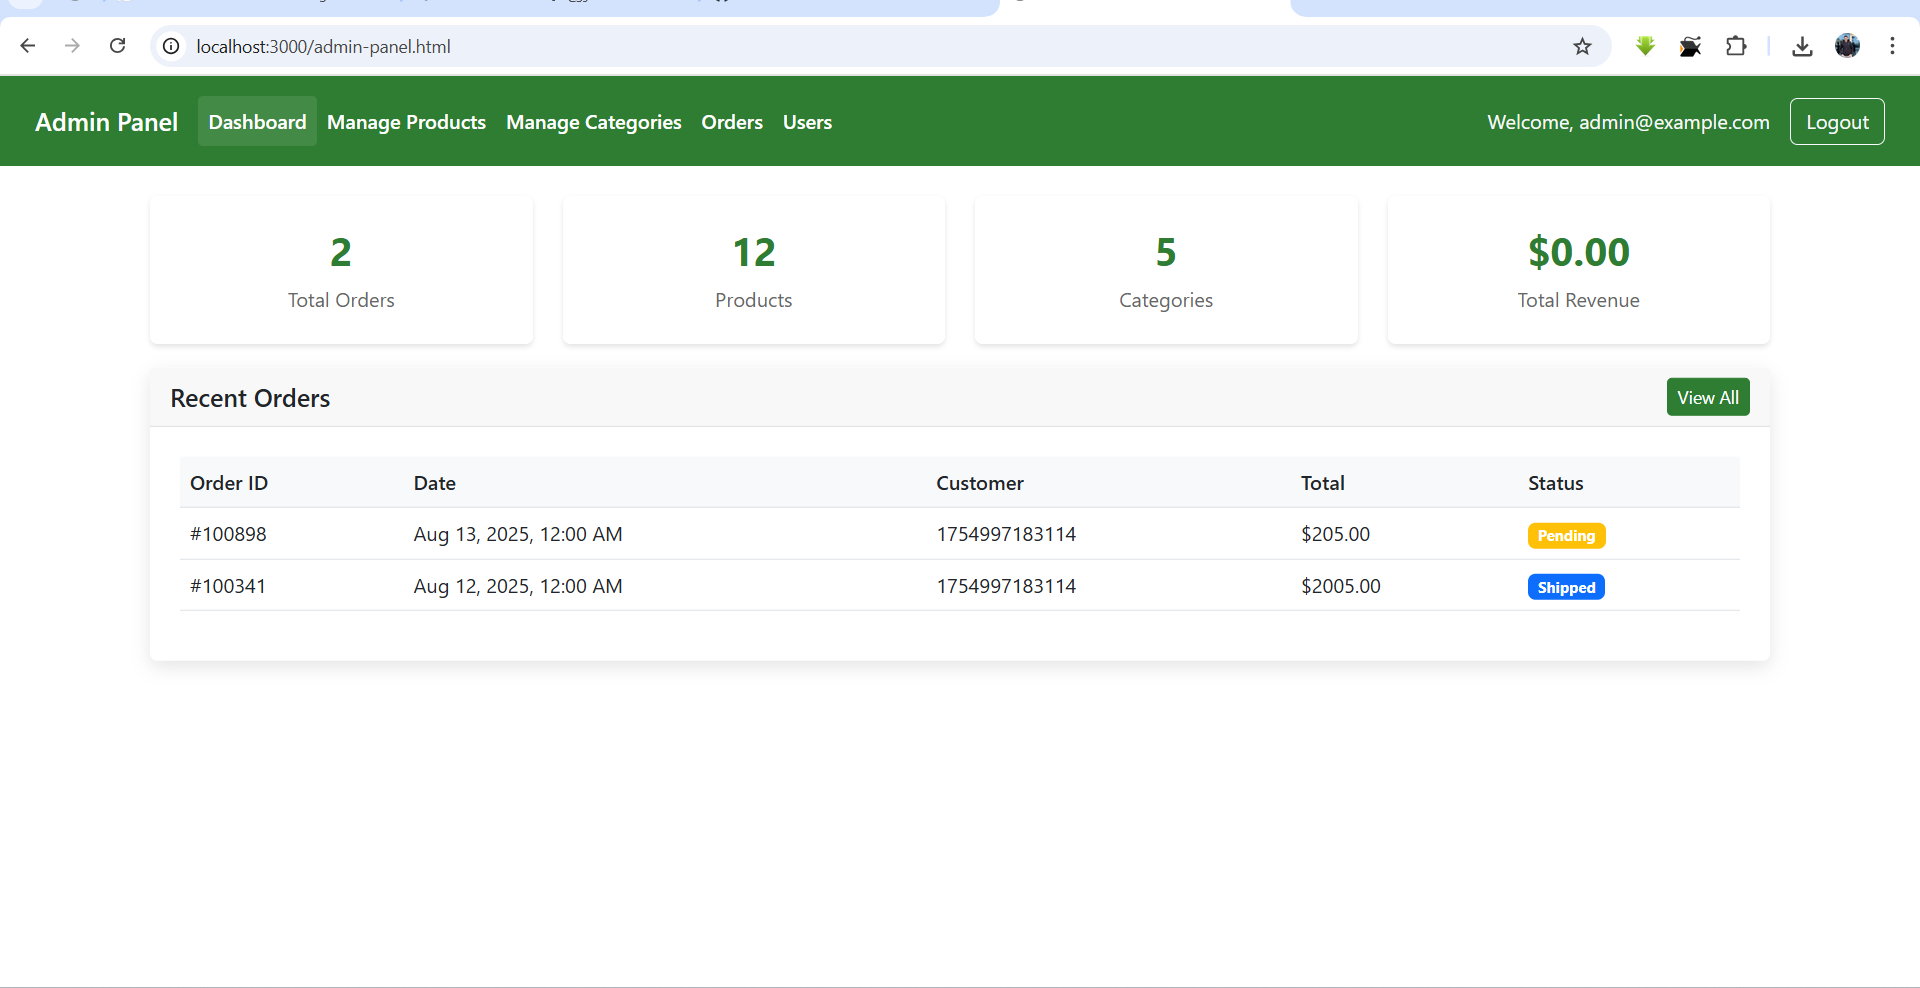 localhost:3000/admin-panel.html
Admin Panel Dashboard Manage Products Manage Categories Orders Users Welcome, admin@example.com Logout
2 12 5 $0.00
Total Orders Products Categories Total Revenue
Recent Orders View All
Order ID Date Customer Total Status
#100898 Aug 13, 2025, 12:00 AM 1754997183114 $205.00 Pending
#100341 Aug 12, 2025, 12:00 AM 1754997183114 $2005.00 Shipped